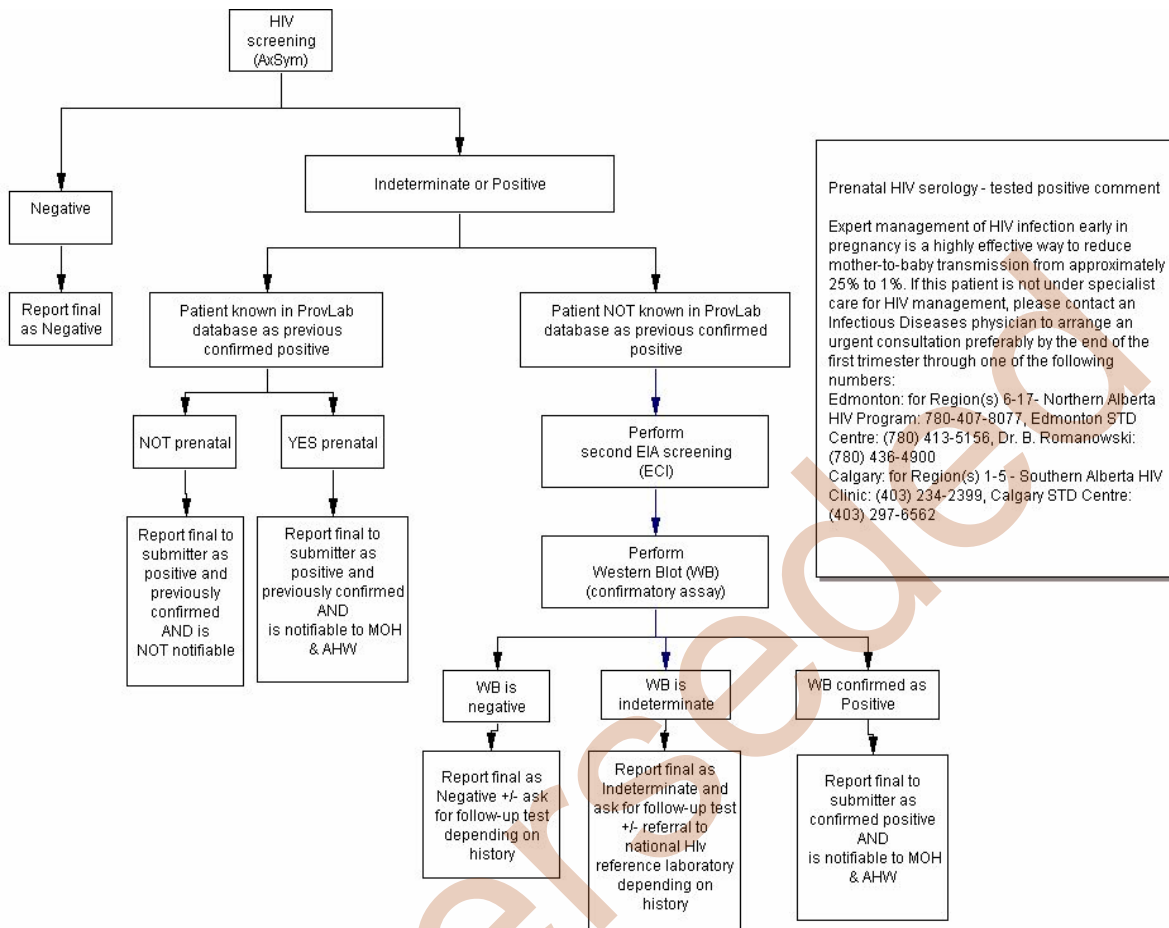 HIV
screening
(AxSym)
Negative
Indeterminate or Positive
Report final
as Negative
Patient known in ProvLab
database as previous
confirmed positive
Patient NOT known in ProvLab
database as previous confirmed
positive
NOT prenatal
YES prenatal
Perform
second EIA screening
(ECI)
Report final to
submitter as
positive and
previously
confirmed
AND is
NOT notifiable
Report final to
submitter as
positive and
previously confirmed
AND
is notifiable to MOH
& AHW
Perform
Western Blot (WB)
(confirmatory assay)
WB is
negative
WB is
indeterminate
WB confirmed as
Positive
Report final as
Negative +/- ask
for follow-up test
depending on
history
Report final as
Indeterminate and
ask for follow-up test
+/- referral to
national HIv
reference laboratory
depending on
history
Report final to
submitter as
confirmed positive
AND
is notifiable to MOH
& AHW
Prenatal HIV serology - tested positive comment
Expert management of HIV infection early in
pregnancy is a highly effective way to reduce
mother-to-baby transmission from approximately
25% to 1%. If this patient is not under specialist
care for HIV management, please contact an
Infectious Diseases physician to arrange an
urgent consultation preferably by the end of the
first trimester through one of the following
numbers:
Edmonton: for Region(s) 6-17- Northern Alberta
HIV Program: 780-407-8077, Edmonton STD
Centre: (780) 413-5156, Dr. B. Romanowski:
(780) 436-4900
Calgary: for Region(s) 1-5 - Southern Alberta HIV
Clinic: (403) 234-2399, Calgary STD Centre:
(403) 297-6562
erseded